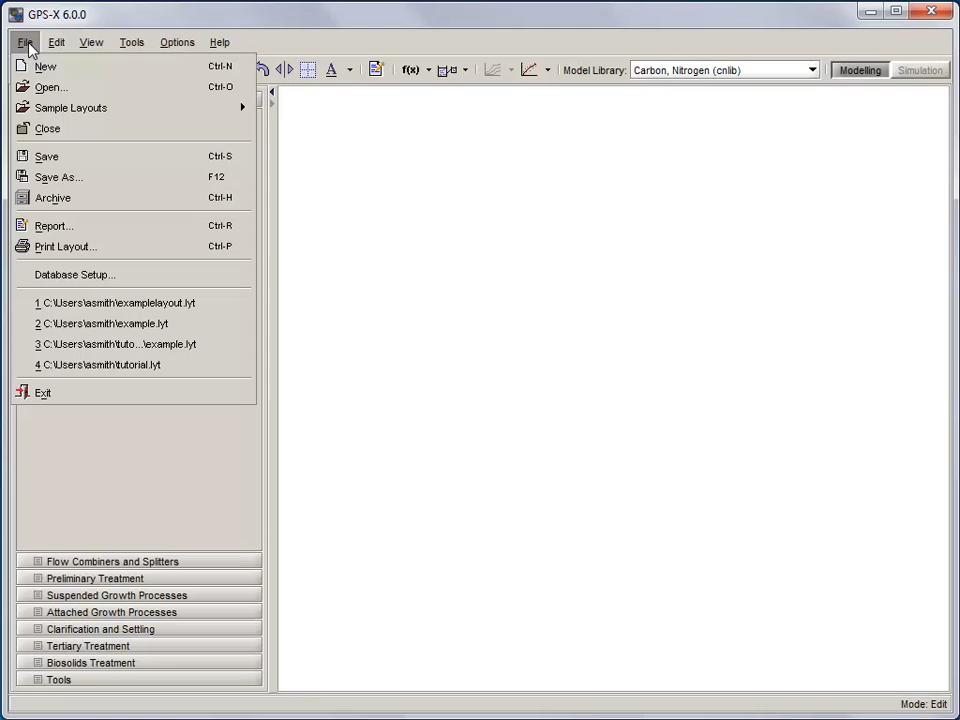 GPS-X 6.0.0
File Edit View Tools Options Help
f(x) Model Library: Carbon, Nitrogen (cnlib) Modelling Simulation
A
New Ctrl-N
Open... Ctrl-O
Sample Layouts
Close
Save Ctrl-S
Save As... F12
Archive Ctrl-H
Report... Ctrl-R
Print Layout... Ctrl-P
Database Setup...
1 C:\Users\asmith\examplelayout.lyt
2 C:\Users\asmith\example.lyt
3 C:\Users\asmith\tuto...\example.lyt
4 C:\Users\asmith\tutorial.lyt
Exit
Flow Combiners and Splitters
Preliminary Treatment
Suspended Growth Processes
Attached Growth Processes
Clarification and Settling
Tertiary Treatment
Biosolids Treatment
Tools
Mode: Edit